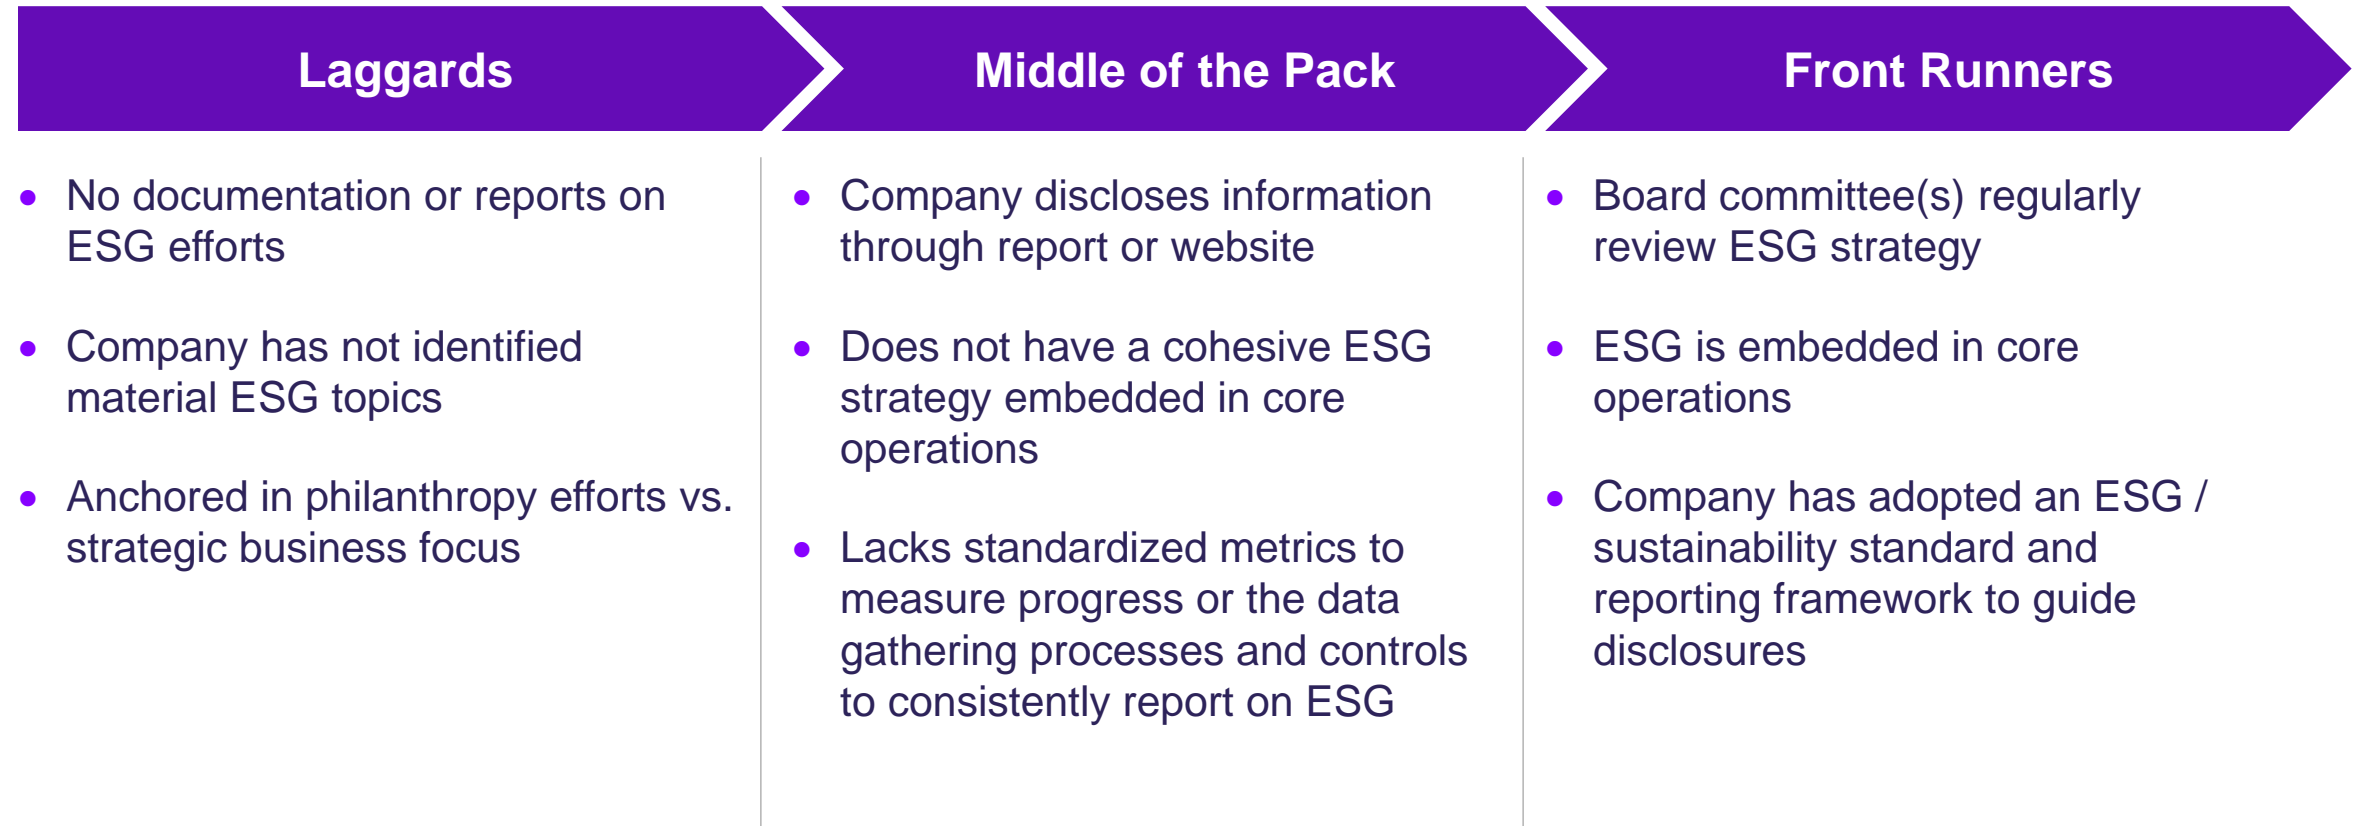 Laggards
Middle of the Pack
Front Runners
• No documentation or reports on
ESG efforts
• Company has not identified
material ESG topics
• Anchored in philanthropy efforts vs.
strategic business focus
• Company discloses information
through report or website
• Does not have a cohesive ESG
strategy embedded in core
operations
• Lacks standardized metrics to
measure progress or the data
gathering processes and controls
to consistently report on ESG
• Board committee(s) regularly
review ESG strategy
• ESG is embedded in core
operations
• Company has adopted an ESG /
sustainability standard and
reporting framework to guide
disclosures